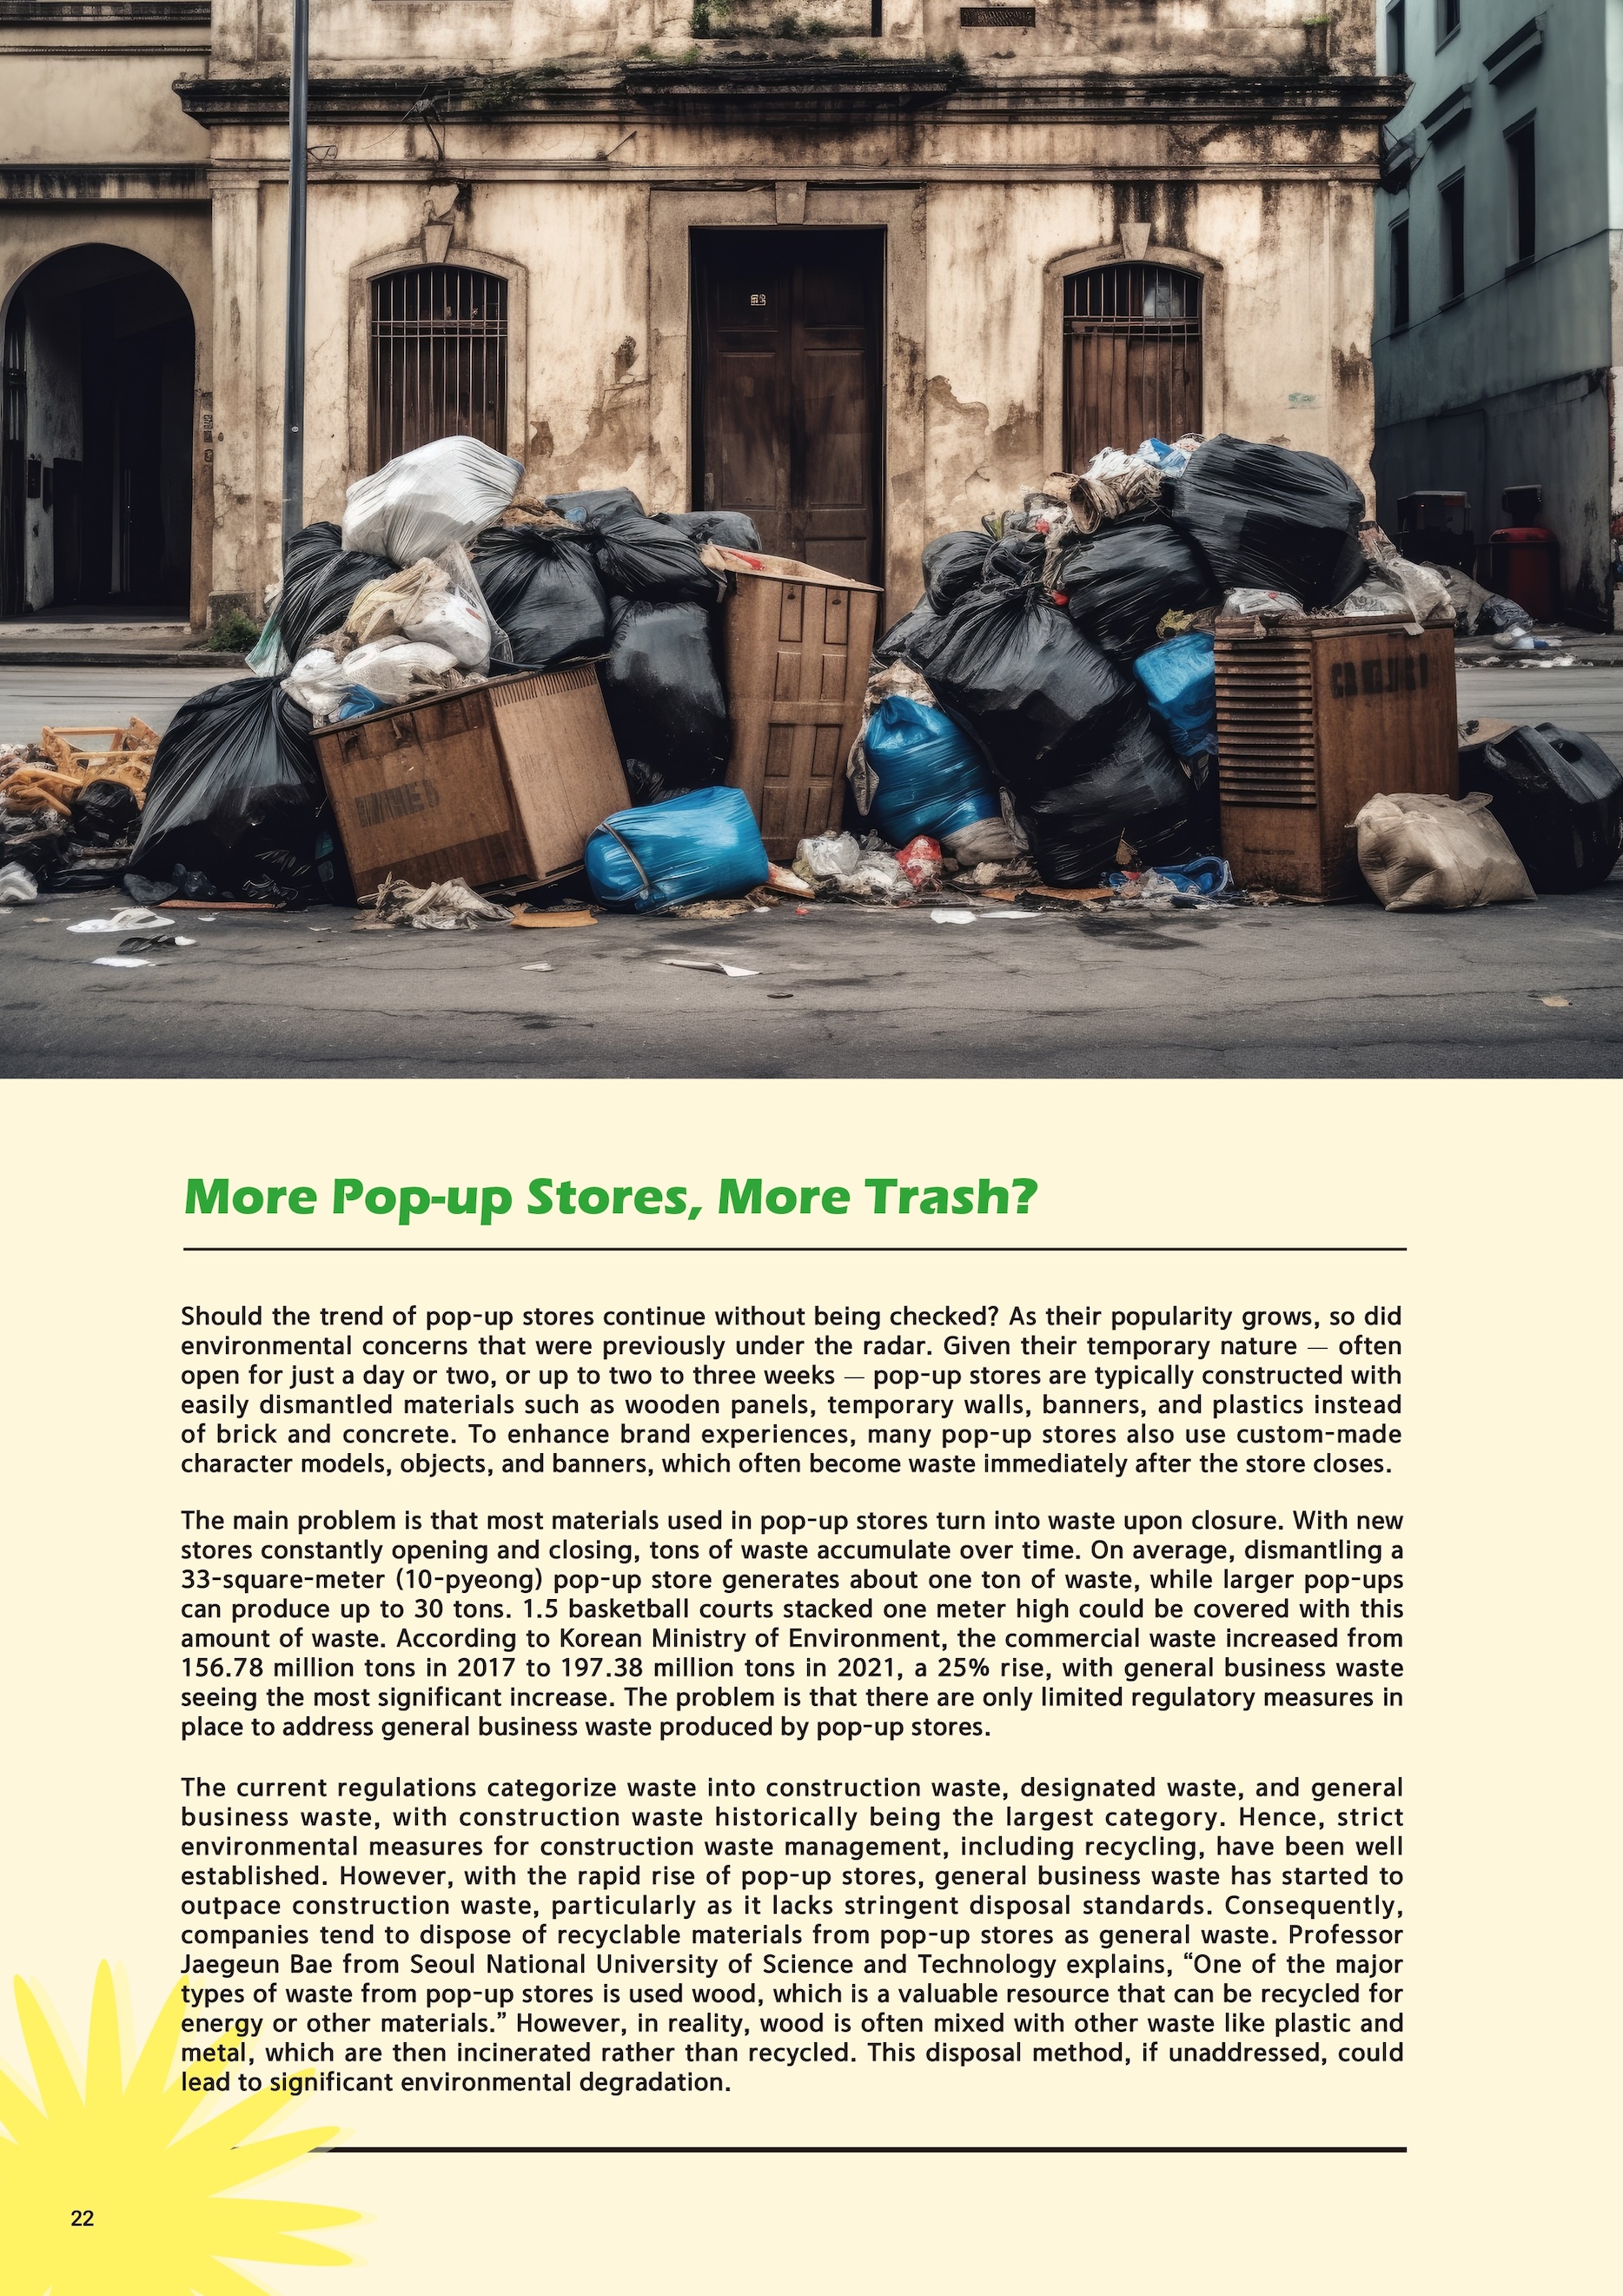 More Pop-up Stores, More Trash?
Should the trend of pop-up stores continue without being checked? As their popularity grows, so did
environmental concerns that were previously under the radar. Given their temporary nature — often
open for just a day or two, or up to two to three weeks — pop-up stores are typically constructed with
easily dismantled materials such as wooden panels, temporary walls, banners, and plastics instead
of brick and concrete. To enhance brand experiences, many pop-up stores also use custom-made
character models, objects, and banners, which often become waste immediately after the store closes.
The main problem is that most materials used in pop-up stores turn into waste upon closure. With new
stores constantly opening and closing, tons of waste accumulate over time. On average, dismantling a
33-square-meter (10-pyeong) pop-up store generates about one ton of waste, while larger pop-ups
can produce up to 30 tons. 1.5 basketball courts stacked one meter high could be covered with this
amount of waste. According to Korean Ministry of Environment, the commercial waste increased from
156.78 million tons in 2017 to 197.38 million tons in 2021, a 25% rise, with general business waste
seeing the most significant increase. The problem is that there are only limited regulatory measures in
place to address general business waste produced by pop-up stores.
The current regulations categorize waste into construction waste, designated waste, and general
business waste, with construction waste historically being the largest category. Hence, strict
environmental measures for construction waste management, including recycling, have been well
established. However, with the rapid rise of pop-up stores, general business waste has started to
outpace construction waste, particularly as it lacks stringent disposal standards. Consequently,
companies tend to dispose of recyclable materials from pop-up stores as general waste. Professor
Jaegeun Bae from Seoul National University of Science and Technology explains, “One of the major
types of waste from pop-up stores is used wood, which is a valuable resource that can be recycled for
energy or other materials.” However, in reality, wood is often mixed with other waste like plastic and
metal, which are then incinerated rather than recycled. This disposal method, if unaddressed, could
lead to significant environmental degradation.
22